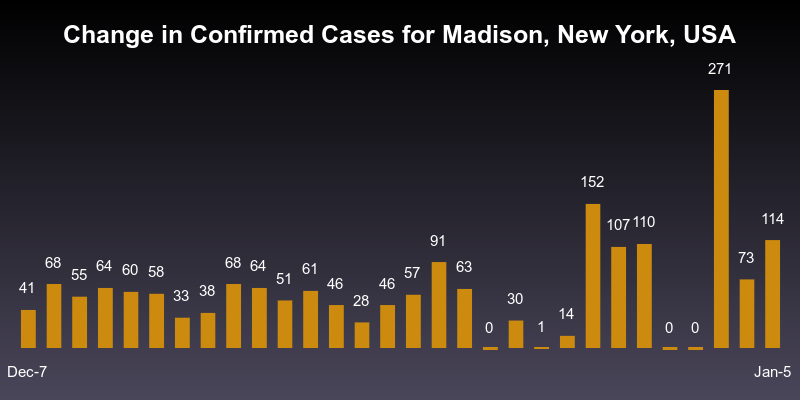 Change in Confirmed Cases for Madison, New York, USA
41 68 55 64 60 58 33 38 68 64 51 61 46 28 46 57 91 63 0 30 1 14 152 107 110 0 0 271 73 114
Dec-7 Jan-5